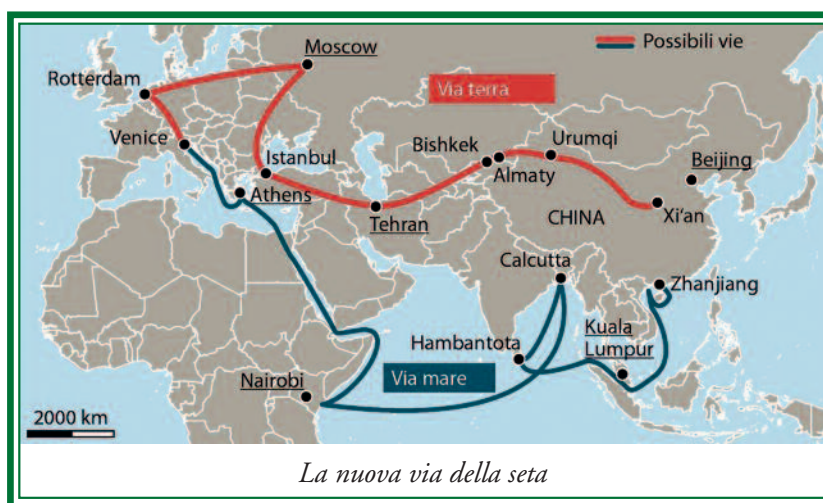 Moscow
Possibili vie
Rotterdam
Via terra
Venice
Istanbul
Bishkek
Urumqi
Beijing
Athens
Almaty
Tehran
CHINA
Xi'an
Calcutta
Zhanjiang
Hambantota
Kuala
Lumpur
Nairobi
Via mare
2000 km
La nuova via della seta